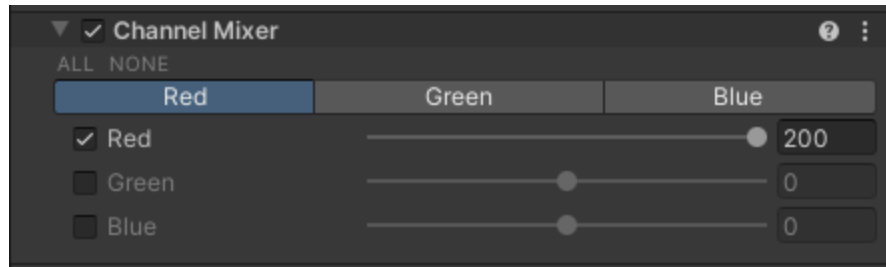 Channel Mixer
ALL NONE
Red Green Blue
Red 200
Green 0
Blue 0